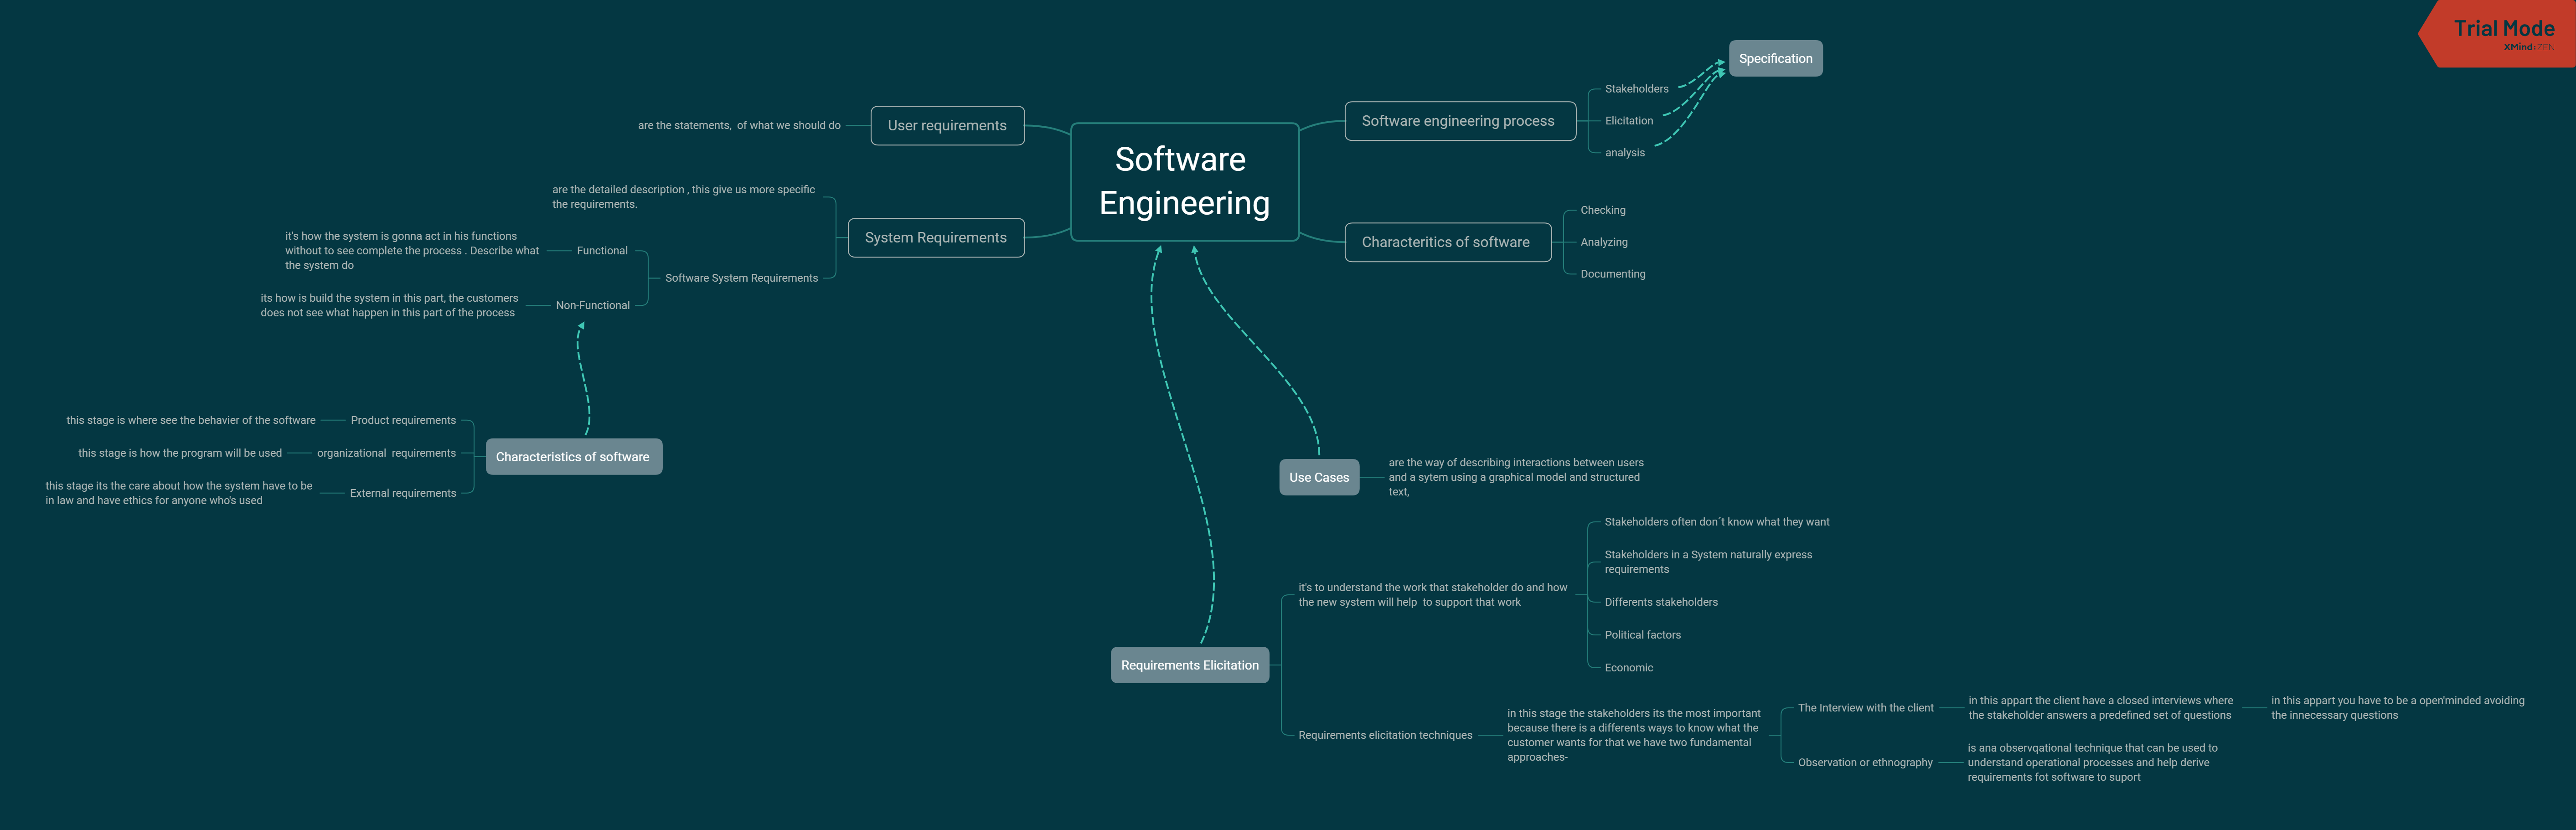 Trial Mode
XMind:ZEN
Specification
Stakeholders
Elicitation
analysis
Software engineering process
User requirements
are the statements,  of what we should do
Software
Engineering
are the detailed description , this give us more specific
the requirements.
System Requirements
Characteritics of software
Checking
Analyzing
Documenting
it's how the system is gonna act in his functions
without to see complete the process . Describe what
the system do
Functional
Software System Requirements
its how is build the system in this part, the customers
does not see what happen in this part of the process
Non-Functional
this stage is where see the behavier of the software
Product requirements
this stage is how the program will be used
organizational  requirements
Characteristics of software
this stage its the care about how the system have to be
in law and have ethics for anyone who's used
External requirements
Use Cases
are the way of describing interactions between users
and a sytem using a graphical model and structured
text,
Requirements Elicitation
it's to understand the work that stakeholder do and how
the new system will help  to support that work
Stakeholders often don´t know what they want
Stakeholders in a System naturally express
requirements
Differents stakeholders
Political factors
Economic
Requirements elicitation techniques
in this stage the stakeholders its the most important
because there is a differents ways to know what the
customer wants for that we have two fundamental
approaches-
The Interview with the client
in this appart the client have a closed interviews where
the stakeholder answers a predefined set of questions
in this appart you have to be a open'minded avoiding
the innecessary questions
Observation or ethnography
is ana observqational technique that can be used to
understand operational processes and help derive
requirements fot software to suport